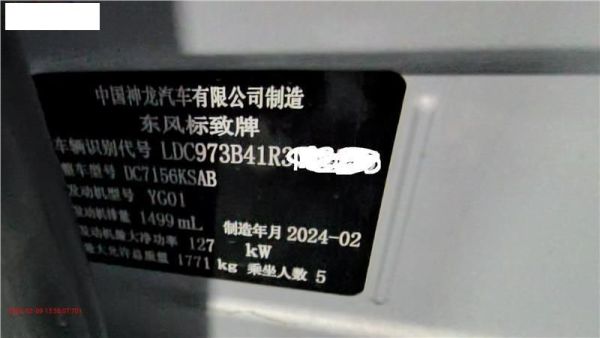 中国神龙汽车有限公司制造
东风标致牌
车辆识别代号 LDC973B41R3
整车型号 DC7156KSAB
发动机型号 YG01
发动机排量 1499 mL 制造年月 2024-02
发动机最大净功率 127 kW
最大允许总质量 1771 kg 乘坐人数 5